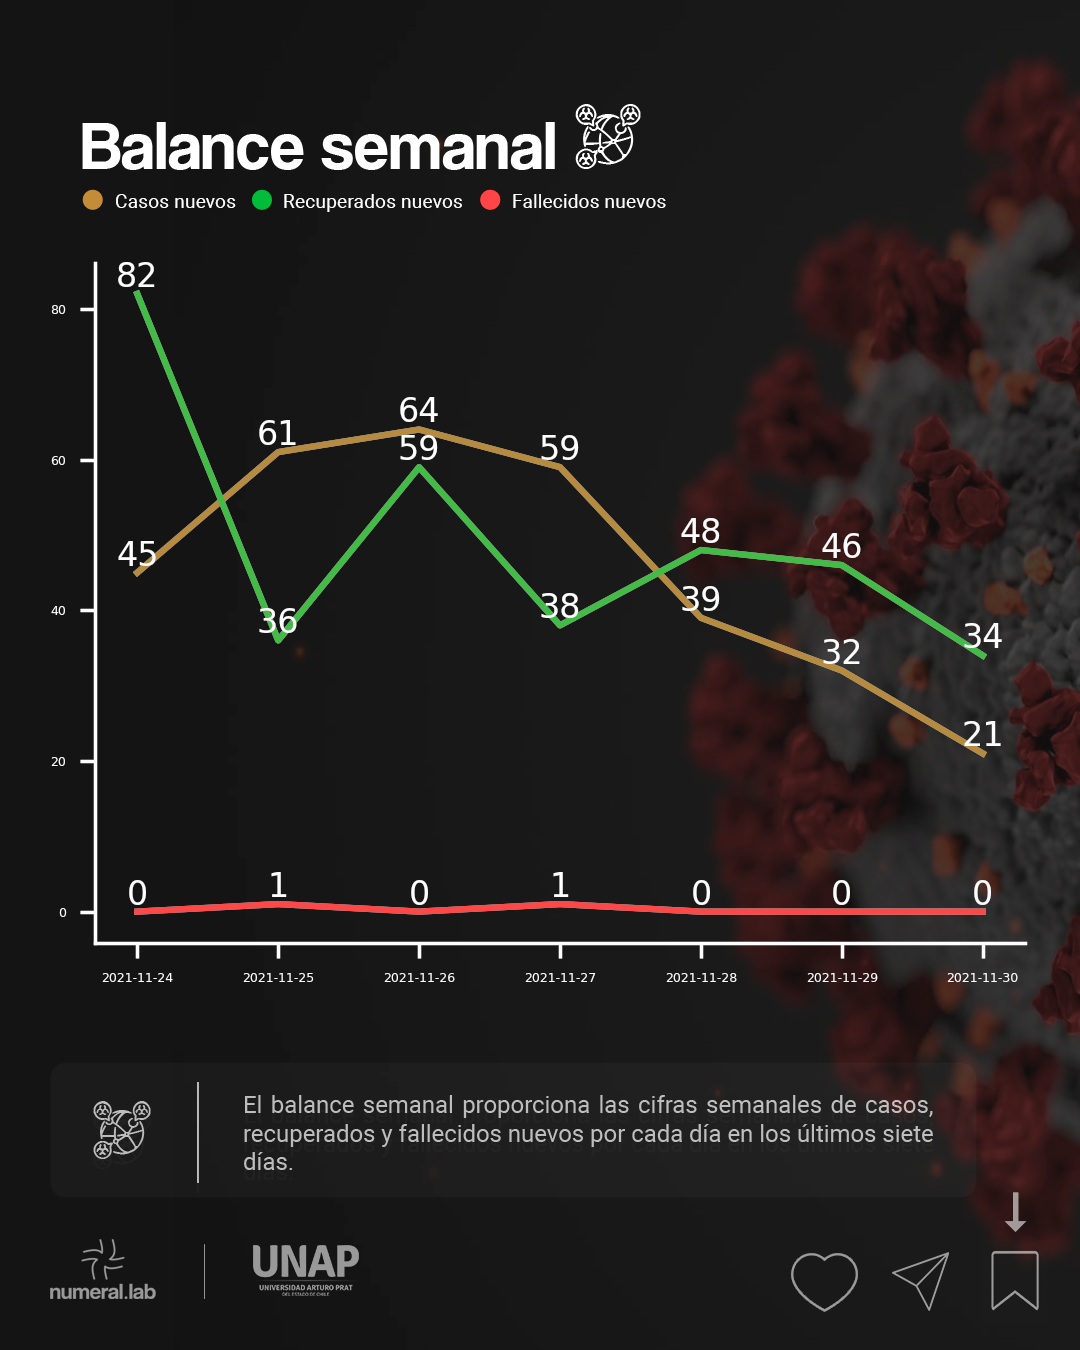 Balance semanal
Casos nuevos Recuperados nuevos Fallecidos nuevos
82
80
64
61
59
59
60
48
46
45
39
38
36
40
34
32
21
20
0 1 0 1 0 0 0
0
2021-11-24 2021-11-25 2021-11-26 2021-11-27 2021-11-28 2021-11-29 2021-11-30
El balance semanal proporciona las cifras semanales de casos,
recuperados y fallecidos nuevos por cada día en los últimos siete
días.
numeral.lab
UNAP
UNIVERSIDAD ARTURO PRAT
DEL ESTADO DE CHILE